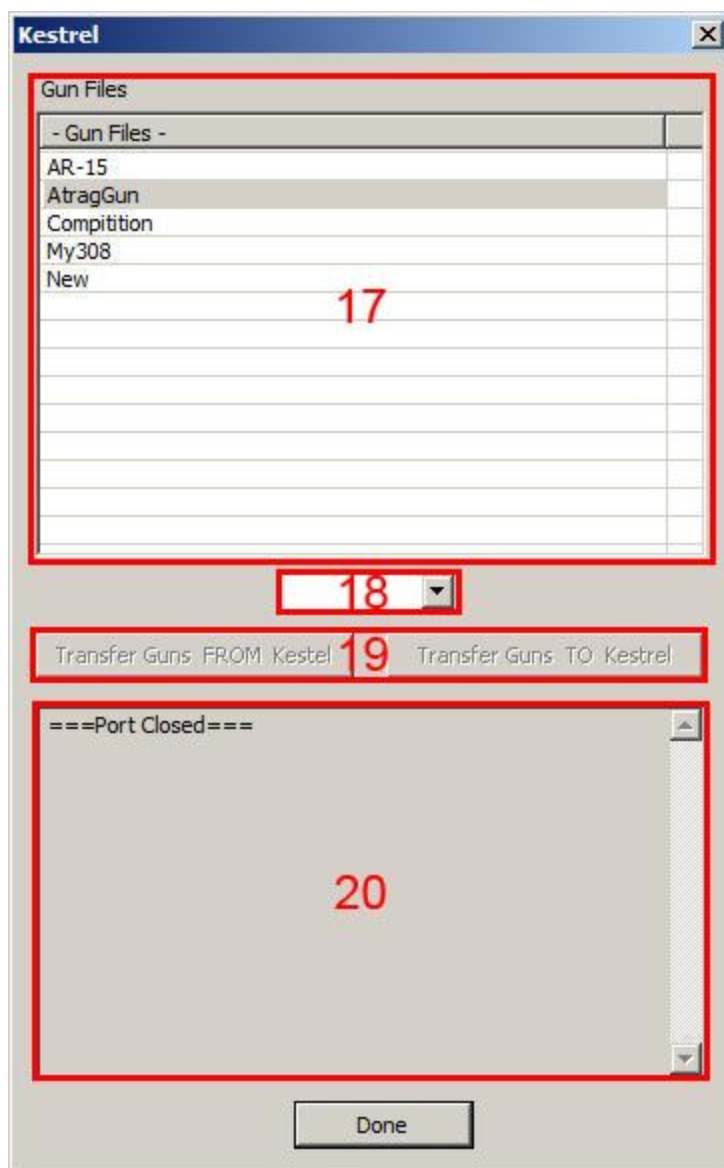 Kestrel
Gun Files
- Gun Files -
AR-15
AtragGun
Compitition
My308
New
17
18
Transfer Guns FROM Kestel 19 Transfer Guns TO Kestrel
===Port Closed===
20
Done